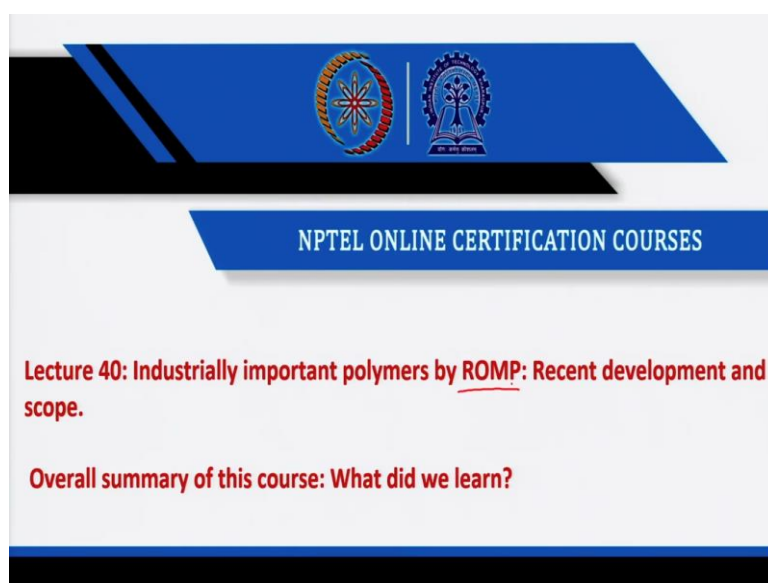 NPTEL ONLINE CERTIFICATION COURSES
Lecture 40: Industrially important polymers by ROMP: Recent development and
scope.
Overall summary of this course: What did we learn?